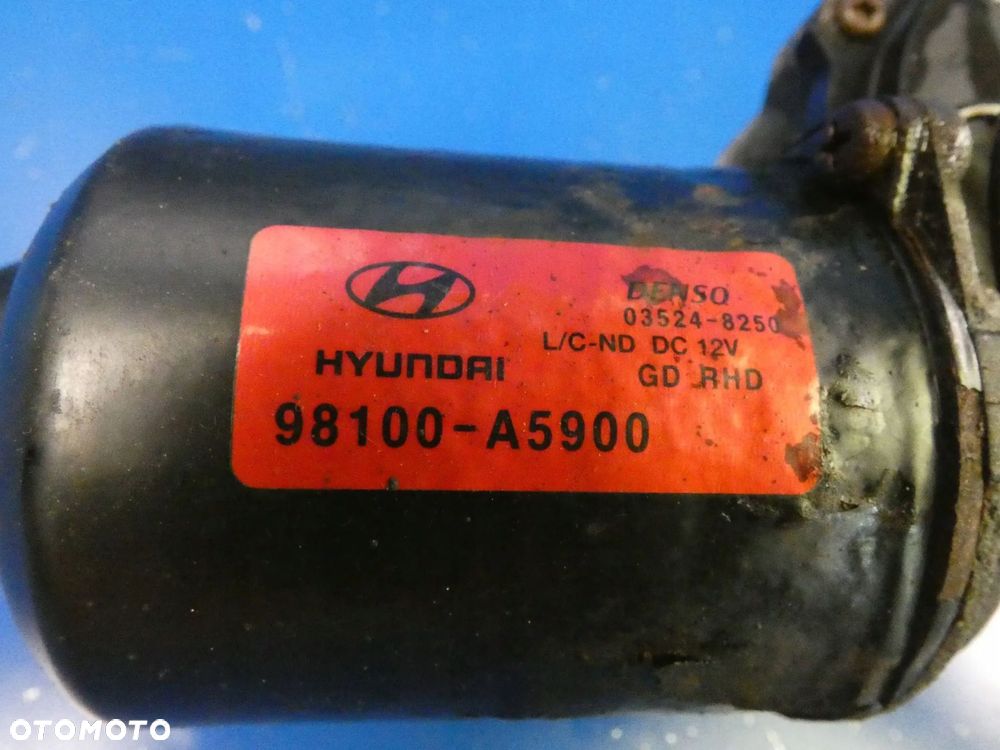 HYUNDAI
98100-A5900
DENSO
03524-8250
L/C-ND DC 12V
GD RHD
OTOMOTO